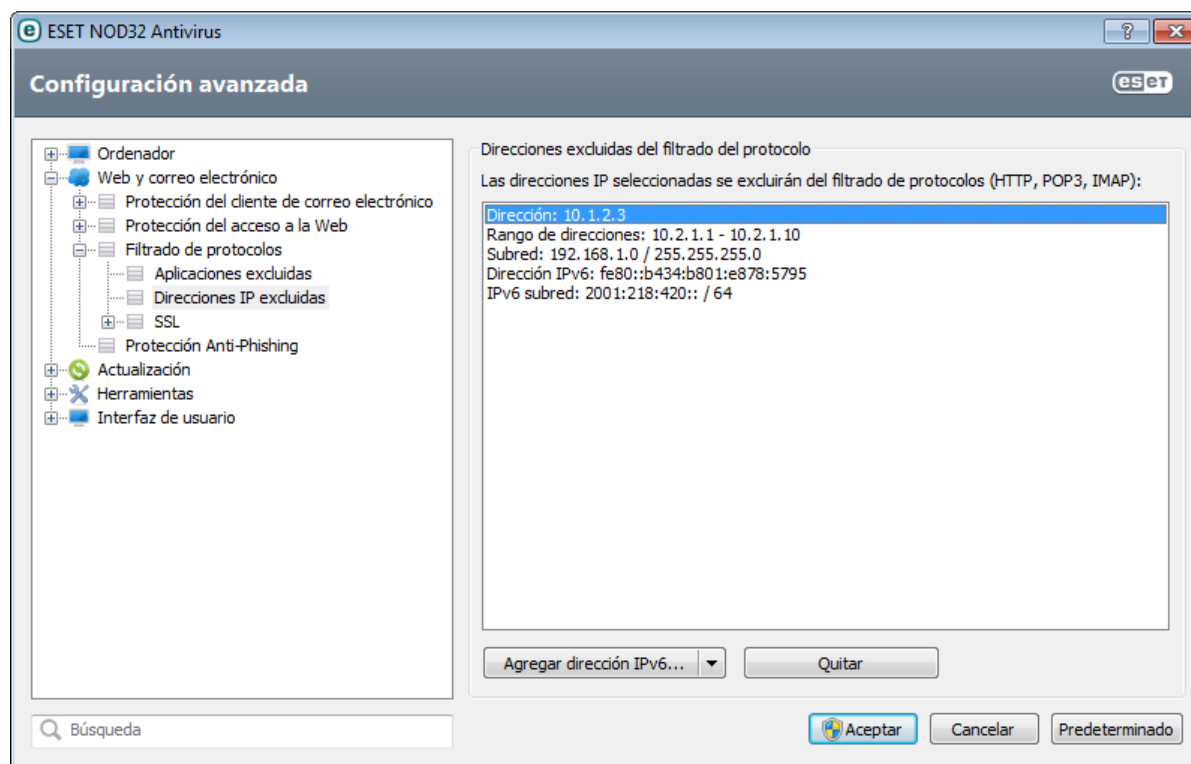 ESET NOD32 Antivirus
Configuración avanzada
eset
Ordenador
Web y correo electrónico
Protección del cliente de correo electrónico
Protección del acceso a la Web
Filtrado de protocolos
Aplicaciones excluidas
Direcciones IP excluidas
SSL
Protección Anti-Phishing
Actualización
Herramientas
Interfaz de usuario
Búsqueda
Direcciones excluidas del filtrado del protocolo
Las direcciones IP seleccionadas se excluirán del filtrado de protocolos (HTTP, POP3, IMAP):
Dirección: 10.1.2.3
Rango de direcciones: 10.2.1.1 - 10.2.1.10
Subred: 192.168.1.0 / 255.255.255.0
Dirección IPv6: fe80::b434:b801:e878:5795
IPv6 subred: 2001:218:420:: / 64
Agregar dirección IPv6...
Quitar
Aceptar
Cancelar
Predeterminado